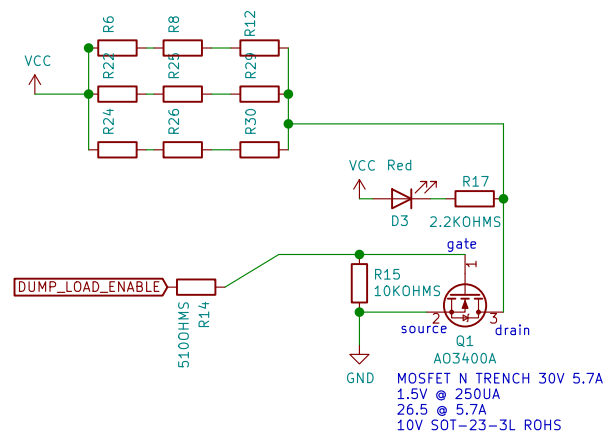 R6
R8
R12
VCC
R22
R25
R29
R24
R26
R30
VCC Red
R17
D3
2.2KOHMS
gate
1
DUMP_LOAD_ENABLE
R15
10KOHMS
5100HMS
R14
source
2
3
drain
Q1
AO3400A
GND
MOSFET N TRENCH 30V 5.7A
1.5V @ 250UA
26.5 @ 5.7A
10V SOT-23-3L ROHS